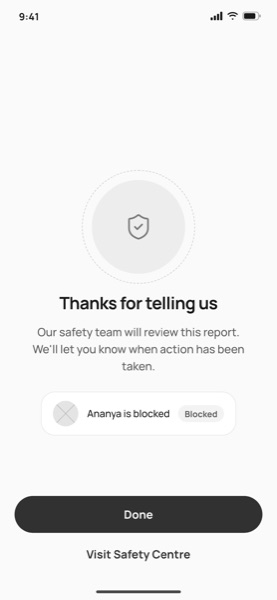 9:41
Thanks for telling us
Our safety team will review this report.
We'll let you know when action has been
taken.
Ananya is blocked
Blocked
Done
Visit Safety Centre